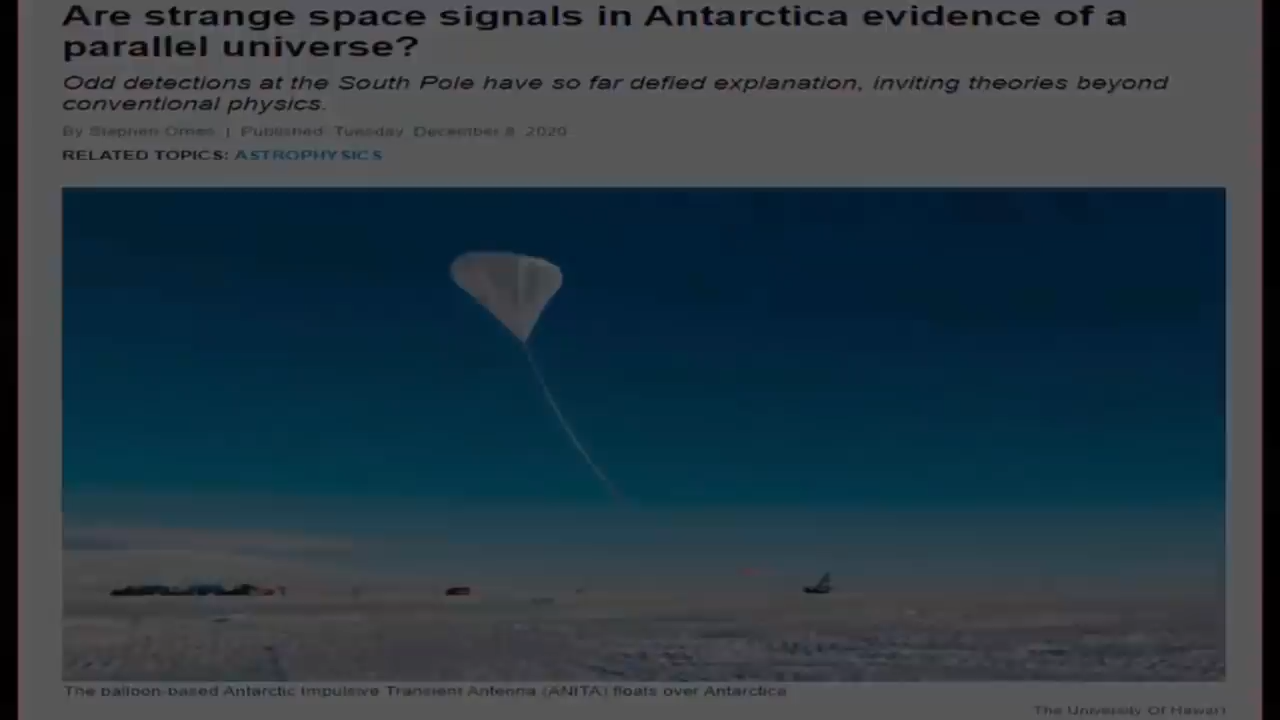 Are strange space signals in Antarctica evidence of a
parallel universe?
Odd detections at the South Pole have so far defied explanation, inviting theories beyond
conventional physics.
By Stephen Ornes | Published: Tuesday, December 8, 2020
RELATED TOPICS: ASTROPHYSICS
The balloon-based Antarctic Impulsive Transient Antenna (ANITA) floats over Antarctica
The University Of Hawai'i